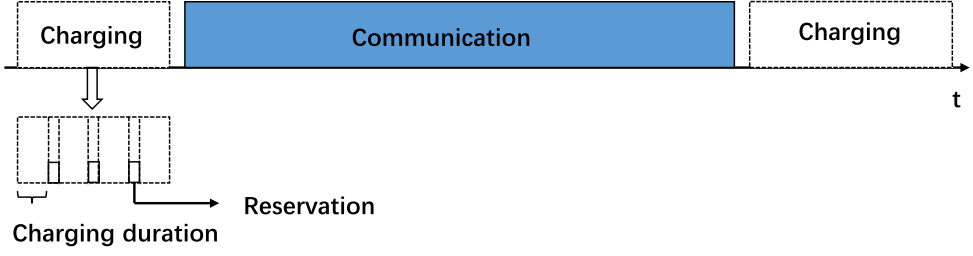 Charging
Communication
Charging
t
Reservation
Charging duration